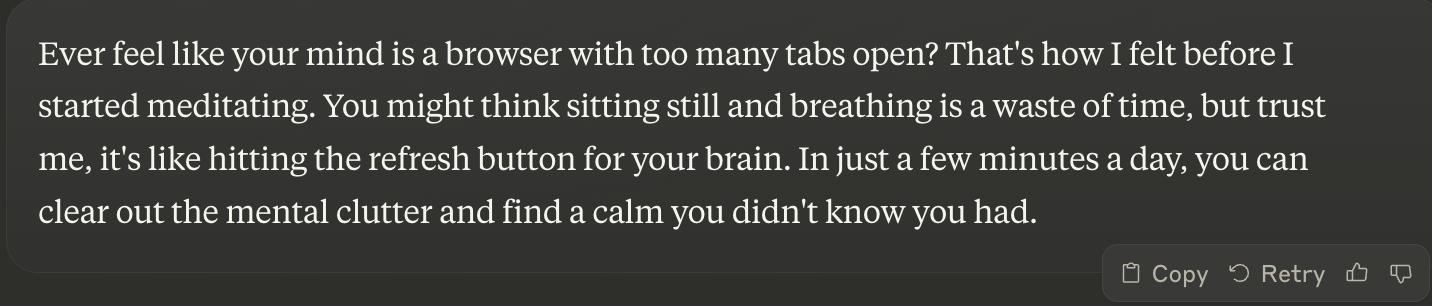 Ever feel like your mind is a browser with too many tabs open? That's how I felt before I
started meditating. You might think sitting still and breathing is a waste of time, but trust
me, it's like hitting the refresh button for your brain. In just a few minutes a day, you can
clear out the mental clutter and find a calm you didn't know you had.
Copy Retry